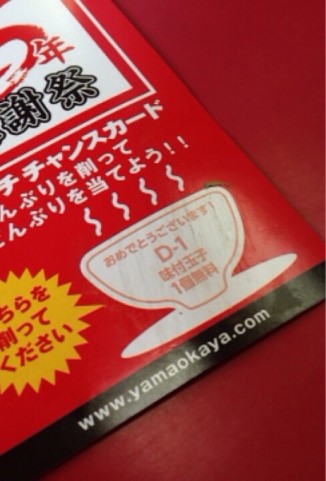 年
謝祭
チチャンスカード
んぶりを削って
どんぶりを当てよう!!
おめでとうございます!
D-1
味付玉子
1個無料
ちらを
削って
ください
www.yamaokaya.com